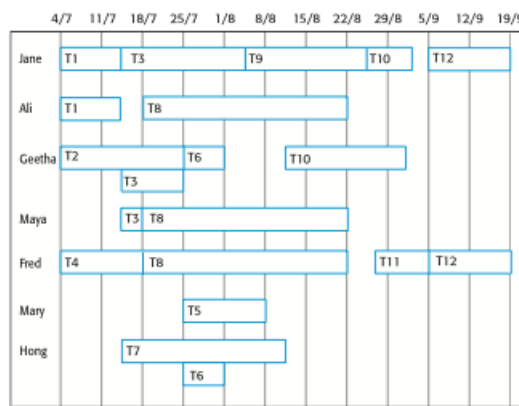 4/7 11/7 18/7 25/7 1/8 8/8 15/8 22/8 29/8 5/9 12/9 19/9
Jane T1 T3 T9 T10 T12
Ali T1 T8
Geetha T2 T6 T10
T3
Maya T3 T8
Fred T4 T8 T11 T12
Mary T5
Hong T7
T6